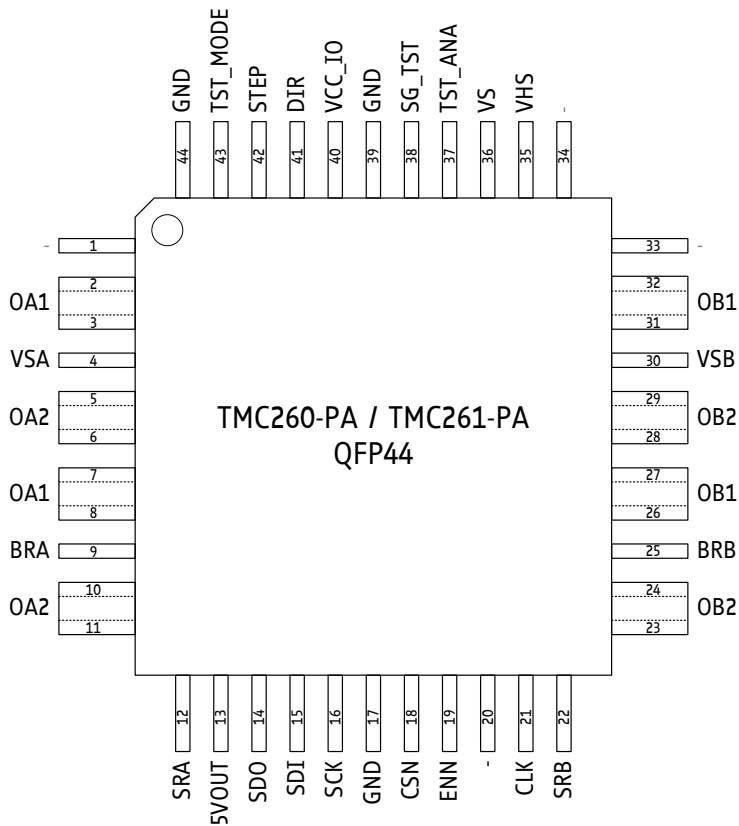 GND
TST_MODE
STEP
DIR
VCC_IO
GND
SG_TST
TST_ANA
VS
VHS
-
44
43
42
41
40
39
38
37
36
35
34
- 1
33 -
OA1
2
3
32
31
OB1
VSA 4
30 VSB
OA2
5
6
29
28
OB2
TMC260-PA / TMC261-PA
QFP44
OA1
7
8
27
26
OB1
BRA 9
25 BRB
OA2
10
11
24
23
OB2
12
13
14
15
16
17
18
19
20
21
22
SRA
5VOUT
SDO
SDI
SCK
GND
CSN
ENN
-
CLK
SRB